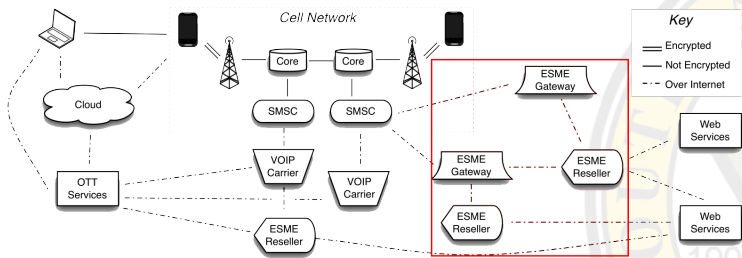 Cell Network
Key
Encrypted
Not Encrypted
Over Internet
Core
Core
ESME
Gateway
Cloud
SMSC
SMSC
Web
Services
OTT
Services
VOIP
Carrier
VOIP
Carrier
ESME
Gateway
ESME
Reseller
ESME
Reseller
ESME
Reseller
Web
Services